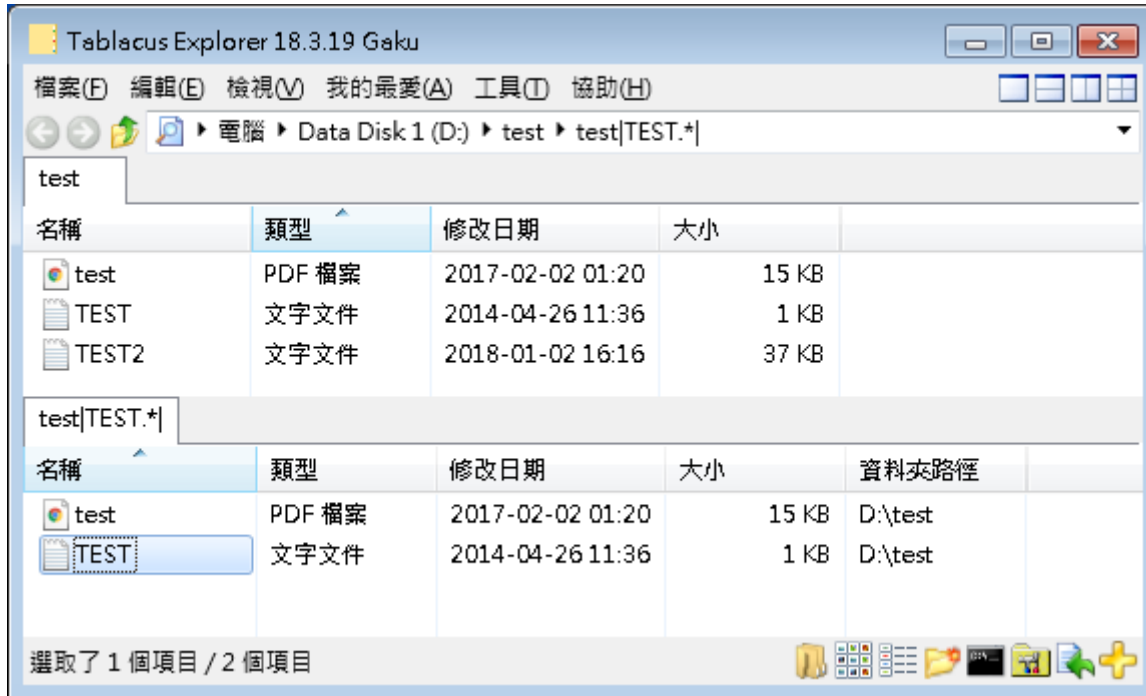 Tablacus Explorer 18.3.19 Gaku
檔案(F) 編輯(E) 檢視(V) 我的最愛(A) 工具(T) 協助(H)
電腦 Data Disk 1 (D:) test test|TEST.*|
test
名稱 類型 修改日期 大小
test PDF 檔案 2017-02-02 01:20 15 KB
TEST 文字文件 2014-04-26 11:36 1 KB
TEST2 文字文件 2018-01-02 16:16 37 KB
test|TEST.*|
名稱 類型 修改日期 大小 資料夾路徑
test PDF 檔案 2017-02-02 01:20 15 KB D:\test
TEST 文字文件 2014-04-26 11:36 1 KB D:\test
選取了 1 個項目 / 2 個項目